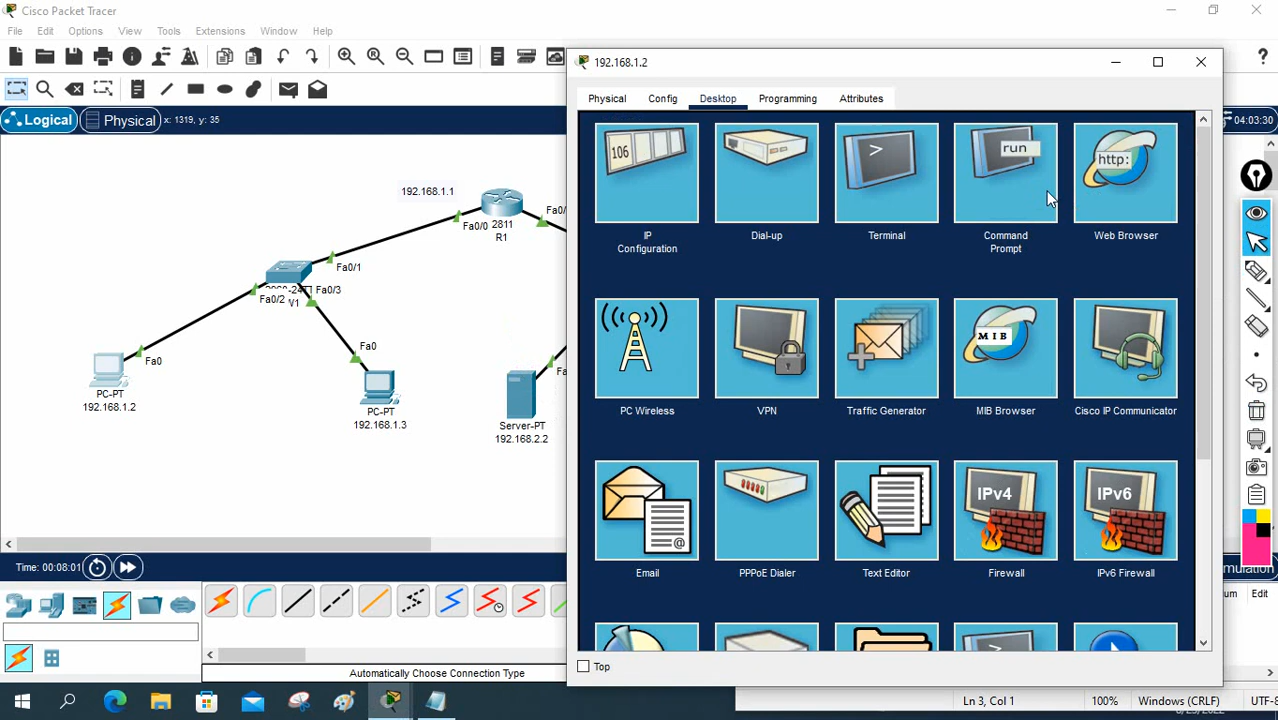 Cisco Packet Tracer
File Edit Options View Tools Extensions Window Help
Logical Physical x: 1319, y: 35
04:03:30
192.168.1.2
Physical Config Desktop Programming Attributes
106
>
run
http:
IP Configuration
Dial-up
Terminal
Command Prompt
Web Browser
MIB
PC Wireless
VPN
Traffic Generator
MIB Browser
Cisco IP Communicator
@
IPv4
IPv6
Email
PPPoE Dialer
Text Editor
Firewall
IPv6 Firewall
>
Top
192.168.1.1
Fa0/0
2811
R1
Fa0/1
Fa0/2
Fa0/3
Fa0
PC-PT
192.168.1.2
Fa0
PC-PT
192.168.1.3
Server-PT
192.168.2.2
Time: 00:08:01
Edit
Automatically Choose Connection Type
Ln 3, Col 1
100%
Windows (CRLF)